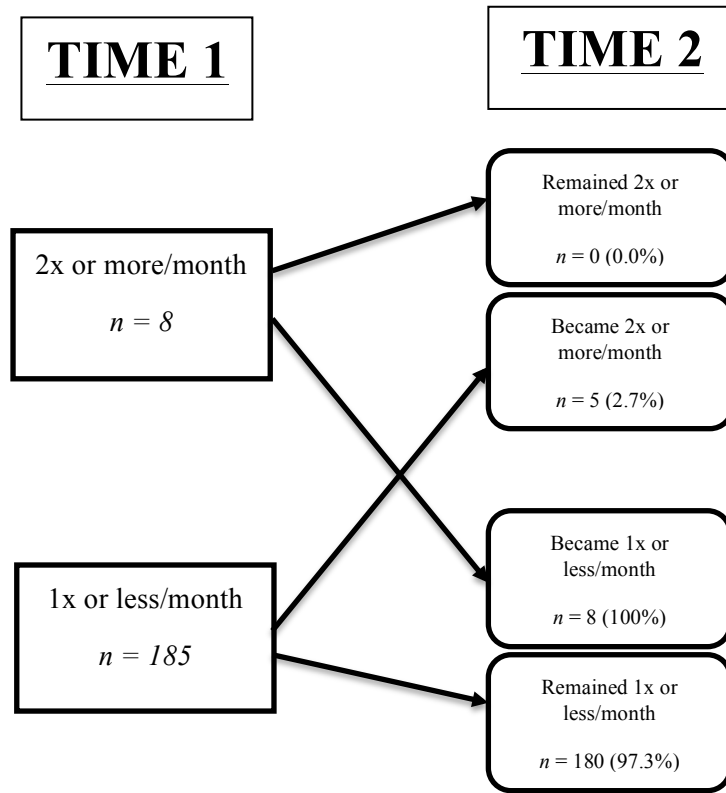 TIME 1
TIME 2
2x or more/month
n = 8
1x or less/month
n = 185
Remained 2x or
more/month
n = 0 (0.0%)
Became 2x or
more/month
n = 5 (2.7%)
Became 1x or
less/month
n = 8 (100%)
Remained 1x or
less/month
n = 180 (97.3%)